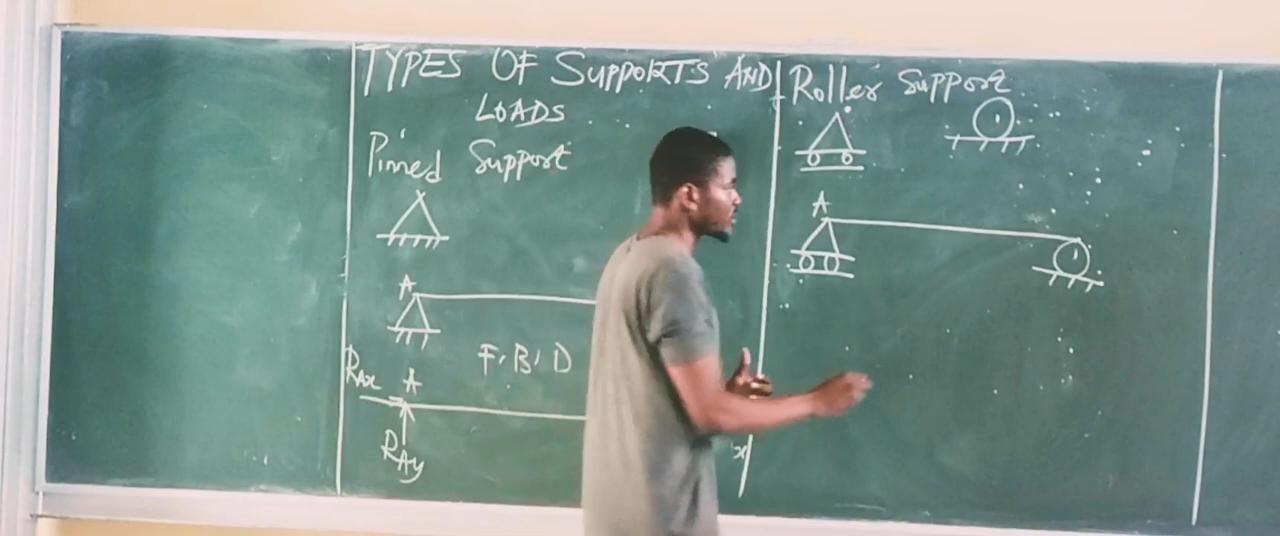 TYPES OF SUPPORTS AND
LOADS
Pinned Support
A
F.B.D
RAx A
RAy
x
Roller Support
A